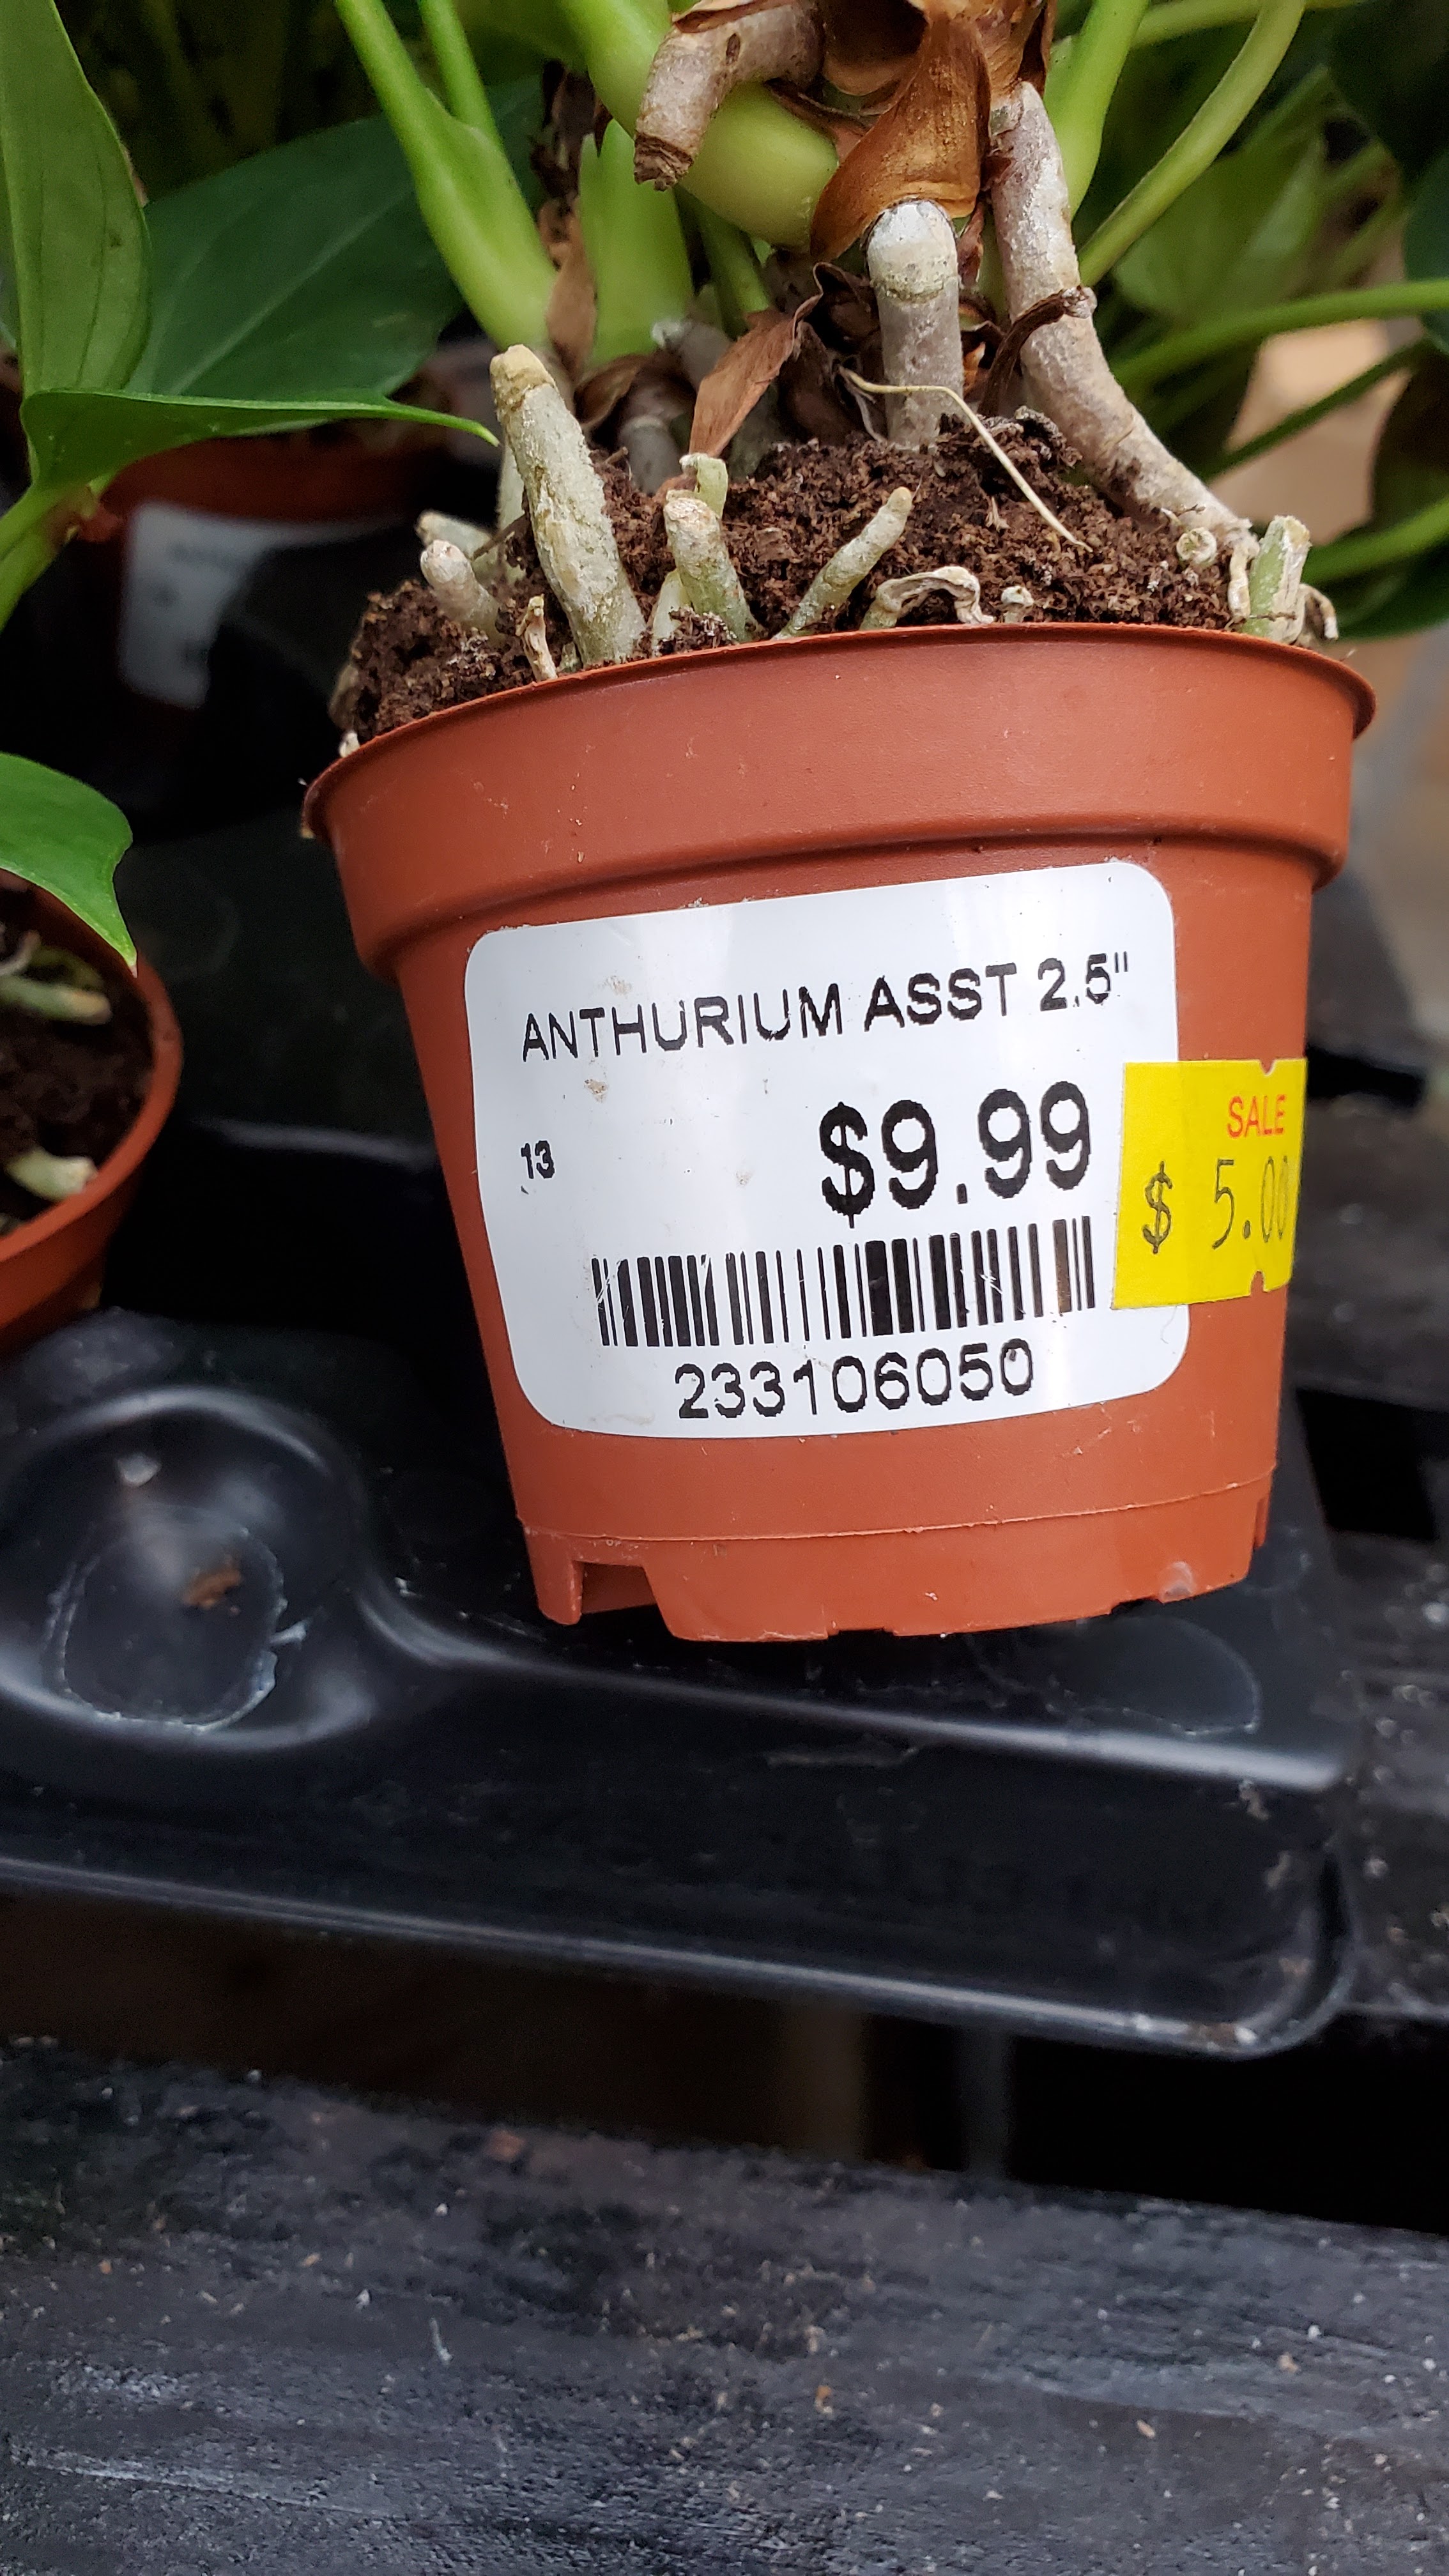 ANTHURIUM ASST 2.5"
13
$9.99
SALE
$ 5.00
233106050